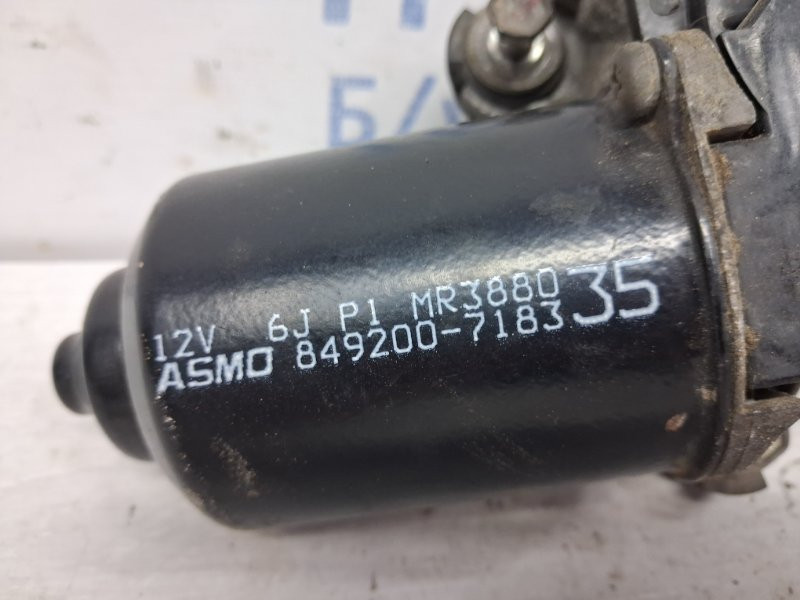 Б/у
12V 6J P1 MR388035
ASMO 849200-7183